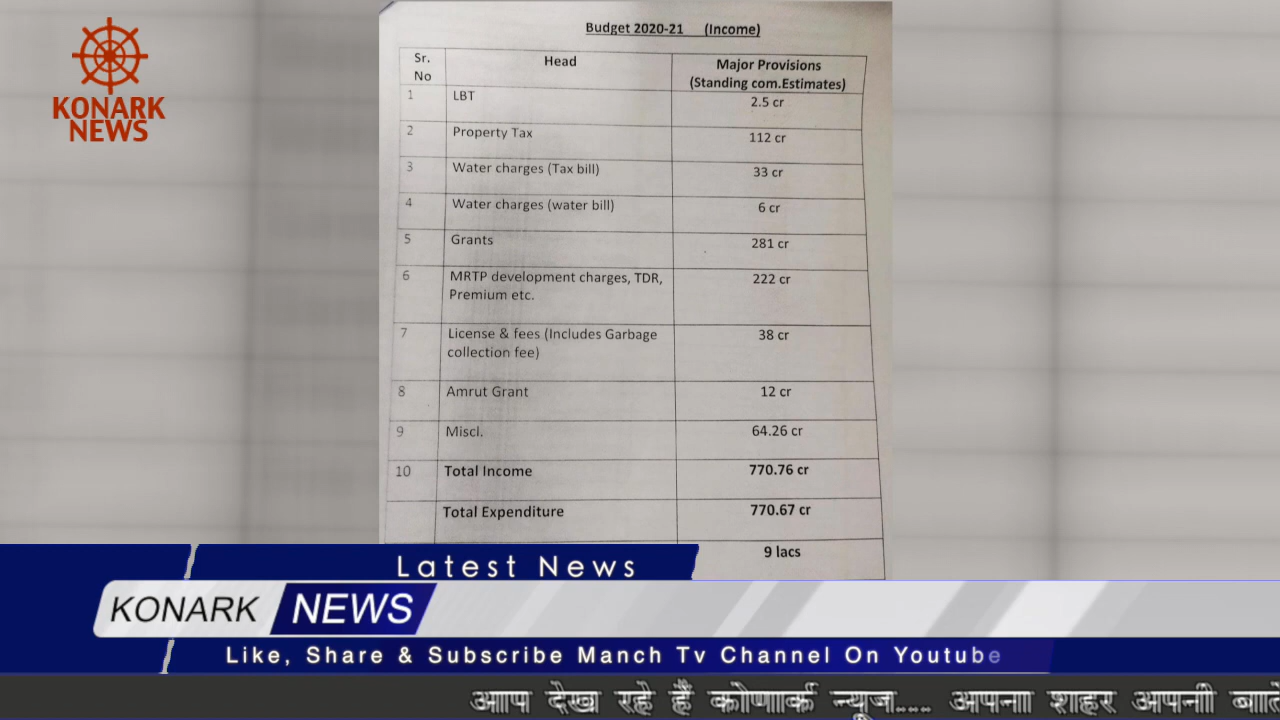 KONARK
NEWS
Budget 2020-21 (Income)
Sr. No Head Major Provisions (Standing com.Estimates)
1 LBT 2.5 cr
2 Property Tax 112 cr
3 Water charges (Tax bill) 33 cr
4 Water charges (water bill) 6 cr
5 Grants 281 cr
6 MRTP development charges, TDR, Premium etc. 222 cr
7 License & fees (Includes Garbage collection fee) 38 cr
8 Amrut Grant 12 cr
9 Miscl. 64.26 cr
10 Total Income 770.76 cr
Total Expenditure 770.67 cr
9 lacs
Latest News
KONARK NEWS
Like, Share & Subscribe Manch Tv Channel On Youtube
आाप देख रहे हैं कोणार्क न्यूज.... अपना शहर अपनी बाते